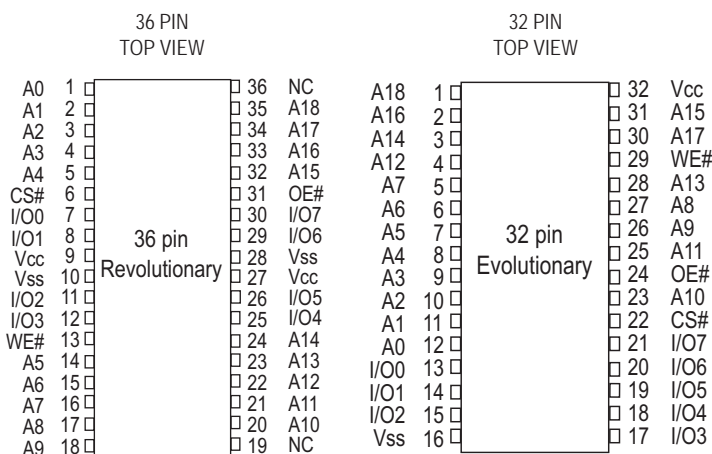 36 PIN
TOP VIEW
A0 1 36 NC
A1 2 35 A18
A2 3 34 A17
A3 4 33 A16
A4 5 32 A15
CS# 6 31 OE#
I/O0 7 30 I/O7
I/O1 8 29 I/O6
Vcc 9 28 Vss
Vss 10 27 Vcc
I/O2 11 26 I/O5
I/O3 12 25 I/O4
WE# 13 24 A14
A5 14 23 A13
A6 15 22 A12
A7 16 21 A11
A8 17 20 A10
A9 18 19 NC
36 pin
Revolutionary
32 PIN
TOP VIEW
A18 1 32 Vcc
A16 2 31 A15
A14 3 30 A17
A12 4 29 WE#
A7 5 28 A13
A6 6 27 A8
A5 7 26 A9
A4 8 25 A11
A3 9 24 OE#
A2 10 23 A10
A1 11 22 CS#
A0 12 21 I/O7
I/O0 13 20 I/O6
I/O1 14 19 I/O5
I/O2 15 18 I/O4
Vss 16 17 I/O3
32 pin
Evolutionary